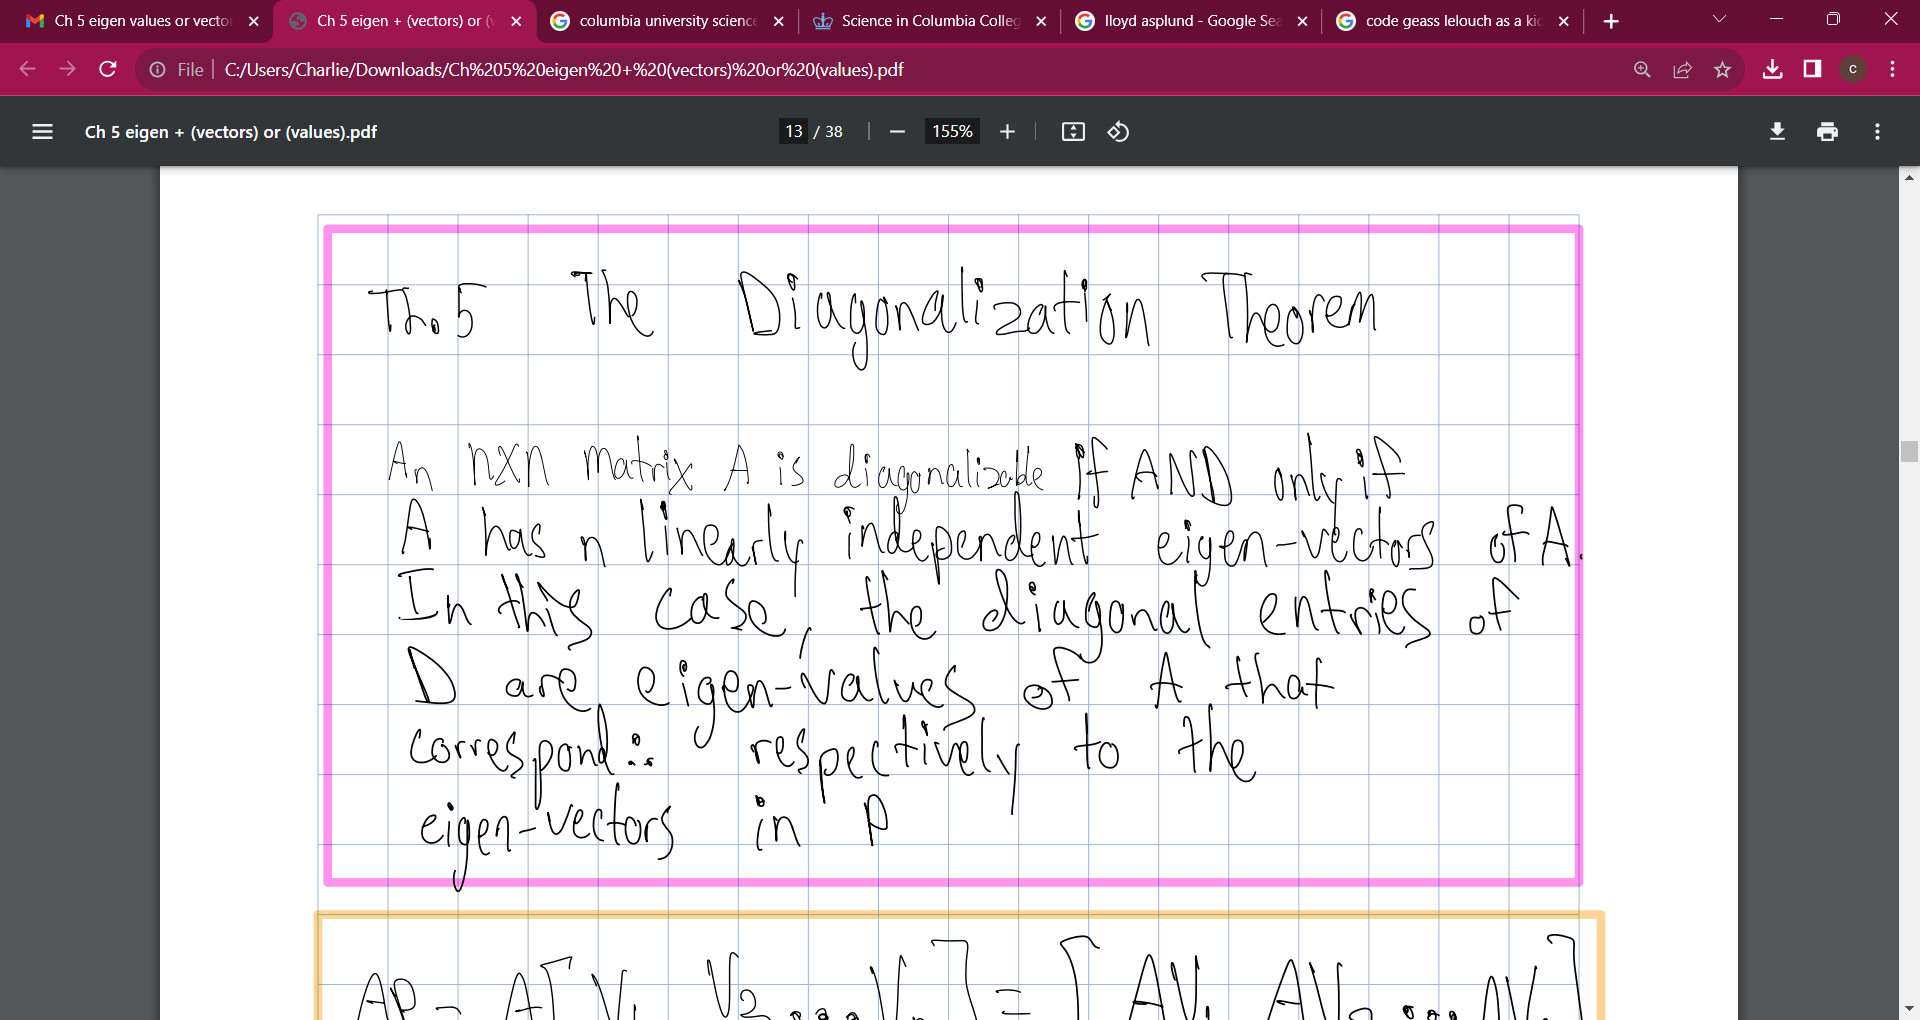 Ch 5 eigen values or vector
Ch 5 eigen + (vectors) or (v
columbia university science
Science in Columbia Colleg
lloyd asplund - Google Sea
code geass lelouch as a kid
File
C:/Users/Charlie/Downloads/Ch%205%20eigen%20+%20(vectors)%20or%20(values).pdf
C
Ch 5 eigen + (vectors) or (values).pdf
13 / 38
155%
Th. 5 The Diagonalization Theorem
An nxn matrix A is diagonalizable if AND only if
A has n linearly independent eigen-vectors of A.
In this case, the diagonal entries of
D are eigen-values of A that
correspond: respectively to the
eigen-vectors in P
AP = A[V1 V2 ... Vn] = [AV1 AV2 ... AVn]